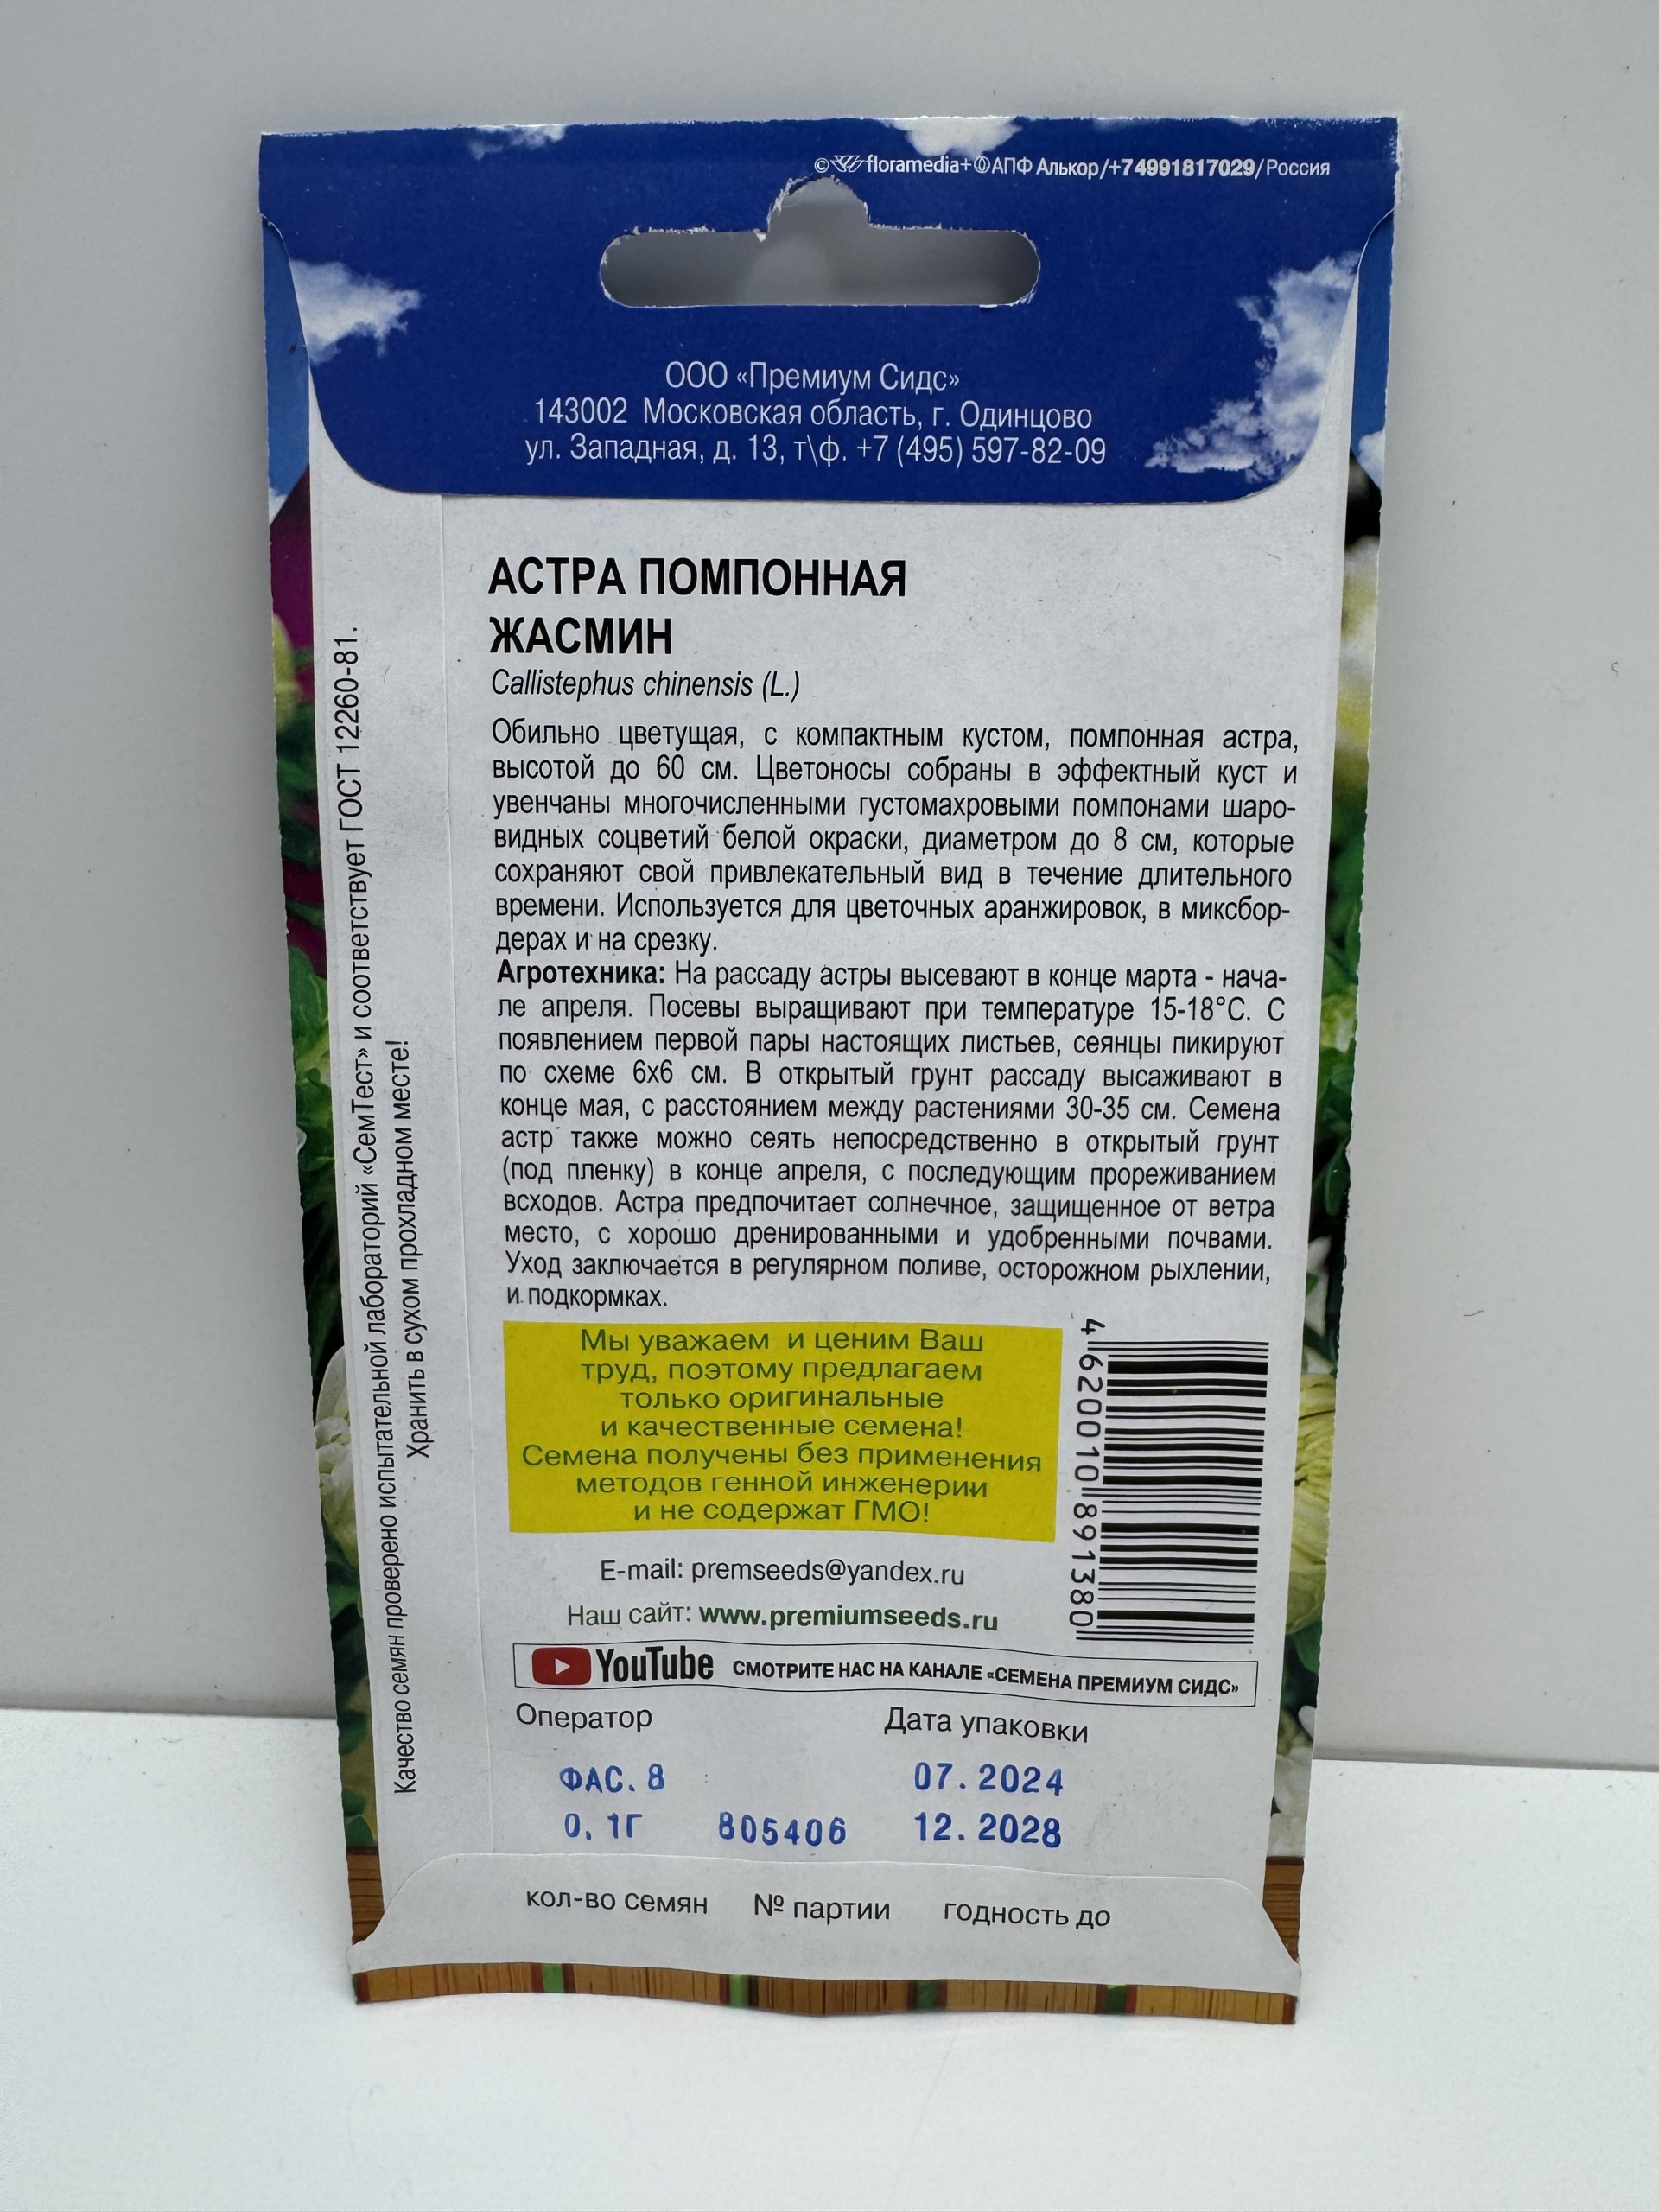 © floramedia+ АПФ Алькор/+74991817029/Россия
ООО «Премиум Сидс»
143002 Московская область, г. Одинцово
ул. Западная, д. 13, т\ф. +7 (495) 597-82-09
АСТРА ПОМПОННАЯ
ЖАСМИН
Callistephus chinensis (L.)
Обильно цветущая, с компактным кустом, помпонная астра,
высотой до 60 см. Цветоносы собраны в эффектный куст и
увенчаны многочисленными густомахровыми помпонами шаро-
видных соцветий белой окраски, диаметром до 8 см, которые
сохраняют свой привлекательный вид в течение длительного
времени. Используется для цветочных аранжировок, в миксбор-
дерах и на срезку.
Агротехника: На рассаду астры высевают в конце марта - нача-
ле апреля. Посевы выращивают при температуре 15-18°С. С
появлением первой пары настоящих листьев, сеянцы пикируют
по схеме 6х6 см. В открытый грунт рассаду высаживают в
конце мая, с расстоянием между растениями 30-35 см. Семена
астр также можно сеять непосредственно в открытый грунт
(под пленку) в конце апреля, с последующим прореживанием
всходов. Астра предпочитает солнечное, защищенное от ветра
место, с хорошо дренированными и удобренными почвами.
Уход заключается в регулярном поливе, осторожном рыхлении,
и подкормках.
Мы уважаем и ценим Ваш
труд, поэтому предлагаем
только оригинальные
и качественные семена!
Семена получены без применения
методов генной инженерии
и не содержат ГМО!
4 620010 891380
E-mail: premseeds@yandex.ru
Наш сайт: www.premiumseeds.ru
YouTube СМОТРИТЕ НАС НА КАНАЛЕ «СЕМЕНА ПРЕМИУМ СИДС»
Оператор Дата упаковки
ФАС. 8 07.2024
0,1Г 805406 12.2028
кол-во семян № партии годность до
Качество семян проверено испытательной лабораторий «СемТест» и соответствует ГОСТ 12260-81.
Хранить в сухом прохладном месте!